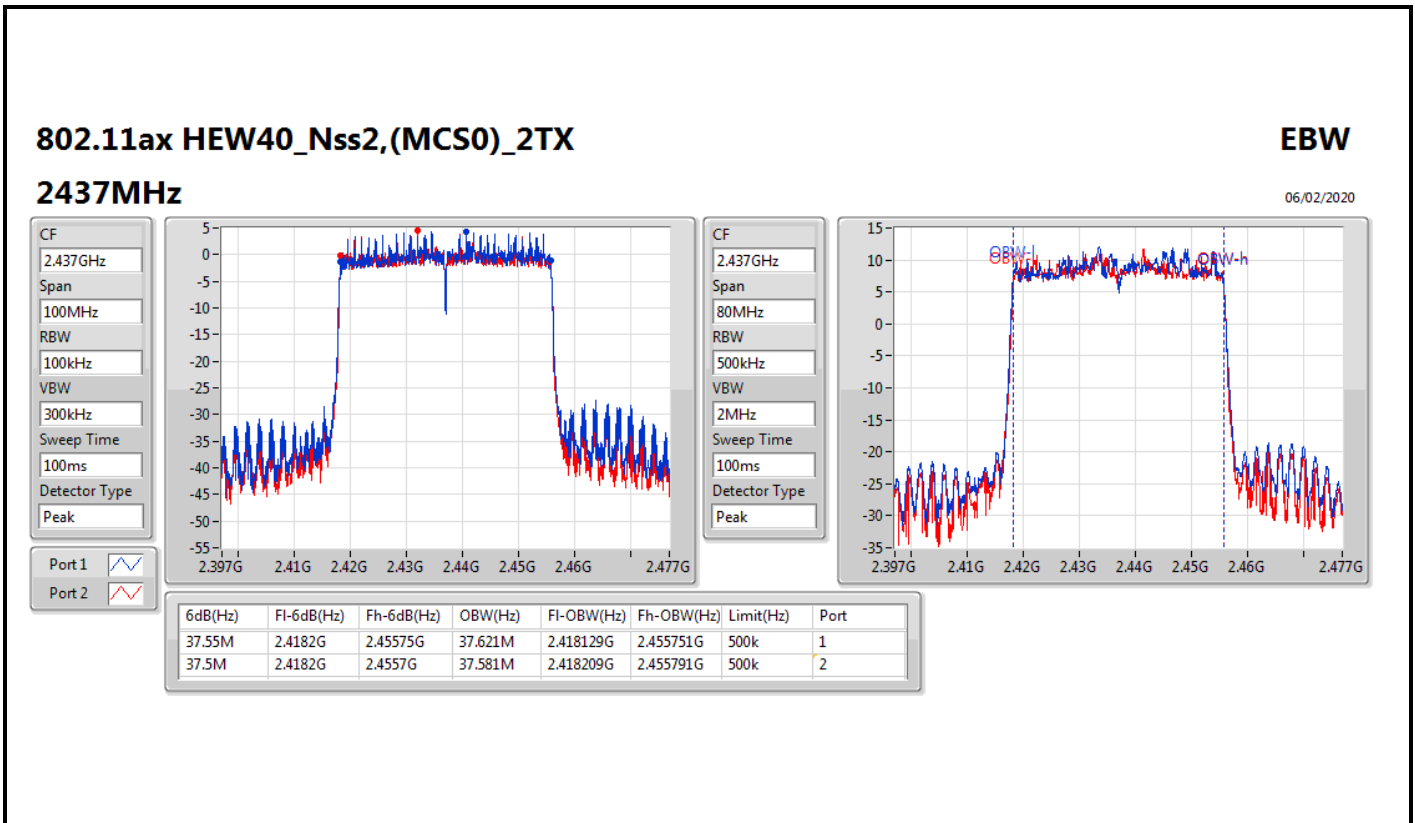 802.11ax HEW40_Nss2,(MCS0)_2TX EBW
2437MHz 06/02/2020
CF
2.437GHz
Span
100MHz
RBW
100kHz
VBW
300kHz
Sweep Time
100ms
Detector Type
Peak
Port 1
Port 2
5
0
-5
-10
-15
-20
-25
-30
-35
-40
-45
-50
-55
2.397G 2.41G 2.42G 2.43G 2.44G 2.45G 2.46G 2.477G
CF
2.437GHz
Span
80MHz
RBW
500kHz
VBW
2MHz
Sweep Time
100ms
Detector Type
Peak
15
10
5
0
-5
-10
-15
-20
-25
-30
-35
OBW-l
OBW-h
2.397G 2.41G 2.42G 2.43G 2.44G 2.45G 2.46G 2.477G
6dB(Hz) Fl-6dB(Hz) Fh-6dB(Hz) OBW(Hz) Fl-OBW(Hz) Fh-OBW(Hz) Limit(Hz) Port
37.55M 2.4182G 2.45575G 37.621M 2.418129G 2.455751G 500k 1
37.5M 2.4182G 2.4557G 37.581M 2.418209G 2.455791G 500k 2